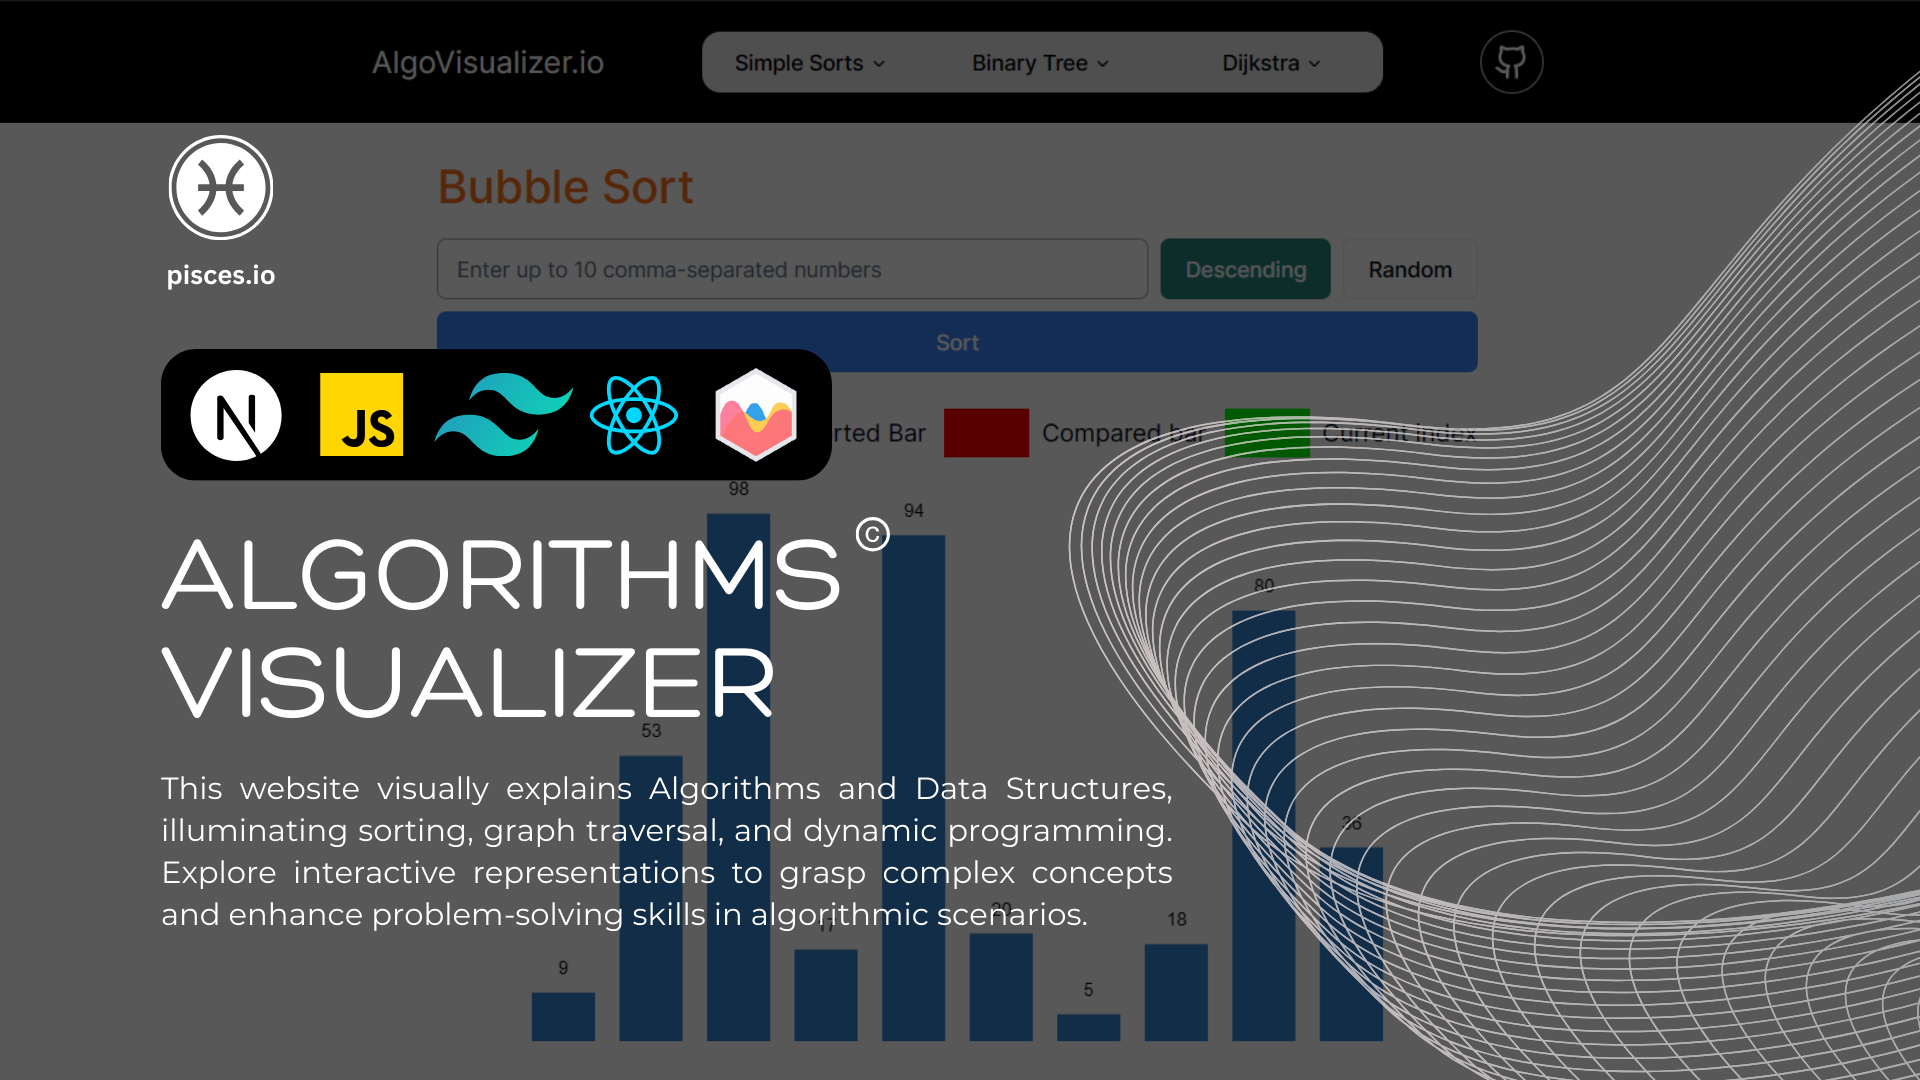 AlgoVisualizer.io
Simple Sorts
Binary Tree
Dijkstra
pisces.io
Bubble Sort
Enter up to 10 comma-separated numbers
Descending
Random
Sort
N
JS
rted Bar
Compared bar
Current index
98
94
©
ALGORITHMS
VISUALIZER
80
53
This website visually explains Algorithms and Data Structures,
illuminating sorting, graph traversal, and dynamic programming.
Explore interactive representations to grasp complex concepts
and enhance problem-solving skills in algorithmic scenarios.
36
17
18
9
5